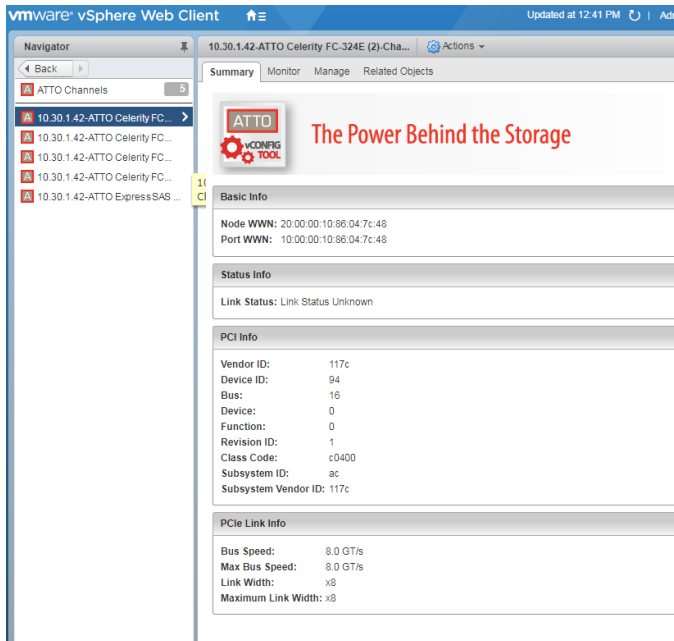 vmware® vSphere Web Client
Updated at 12:41 PM
Navigator
Back
ATTO Channels 5
10.30.1.42-ATTO Celerity FC...
10.30.1.42-ATTO Celerity FC...
10.30.1.42-ATTO Celerity FC...
10.30.1.42-ATTO Celerity FC...
10.30.1.42-ATTO ExpressSAS ...
10.30.1.42-ATTO Celerity FC-324E (2)-Cha...
Actions
Summary Monitor Manage Related Objects
ATTO
vCONFIG
TOOL
The Power Behind the Storage
Basic Info
Node WWN: 20:00:00:10:86:04:7c:48
Port WWN: 10:00:00:10:86:04:7c:48
Status Info
Link Status: Link Status Unknown
PCI Info
Vendor ID: 117c
Device ID: 94
Bus: 16
Device: 0
Function: 0
Revision ID: 1
Class Code: c0400
Subsystem ID: ac
Subsystem Vendor ID: 117c
PCIe Link Info
Bus Speed: 8.0 GT/s
Max Bus Speed: 8.0 GT/s
Link Width: x8
Maximum Link Width: x8